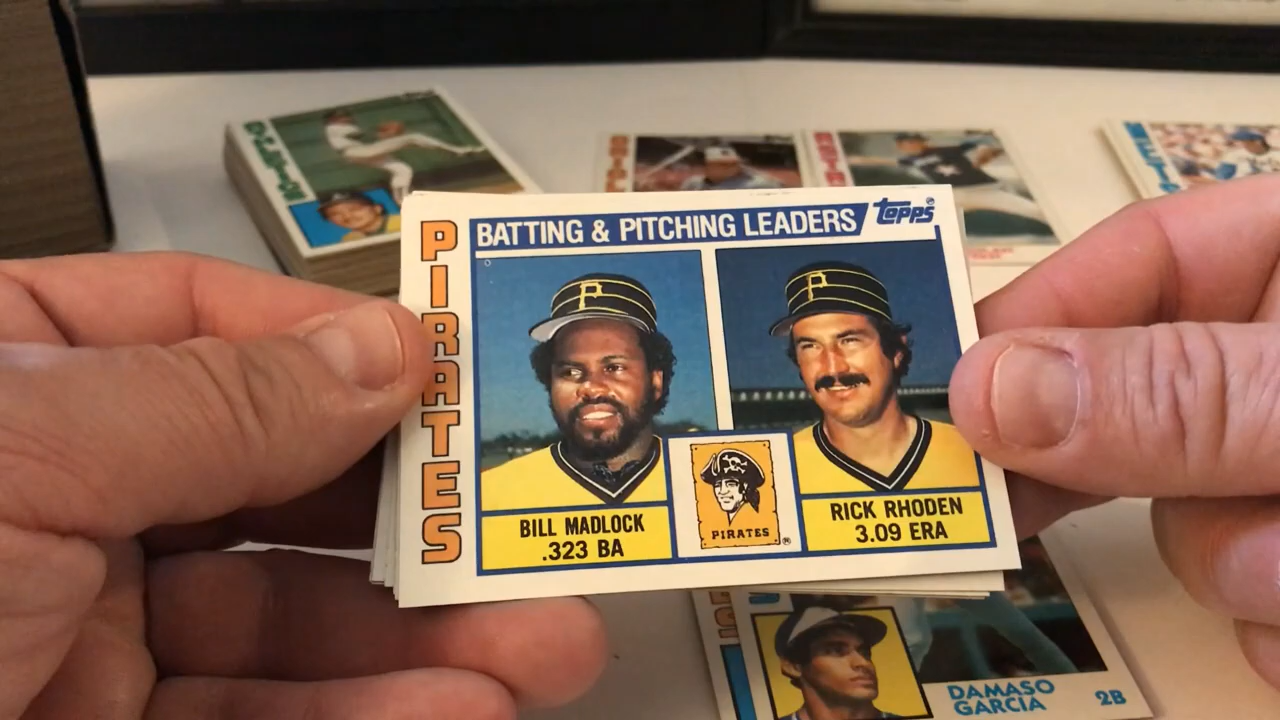 PIRATES
BATTING & PITCHING LEADERS
topps
P
P
BILL MADLOCK
.323 BA
PIRATES
RICK RHODEN
3.09 ERA
DAMASO
GARCIA
2B